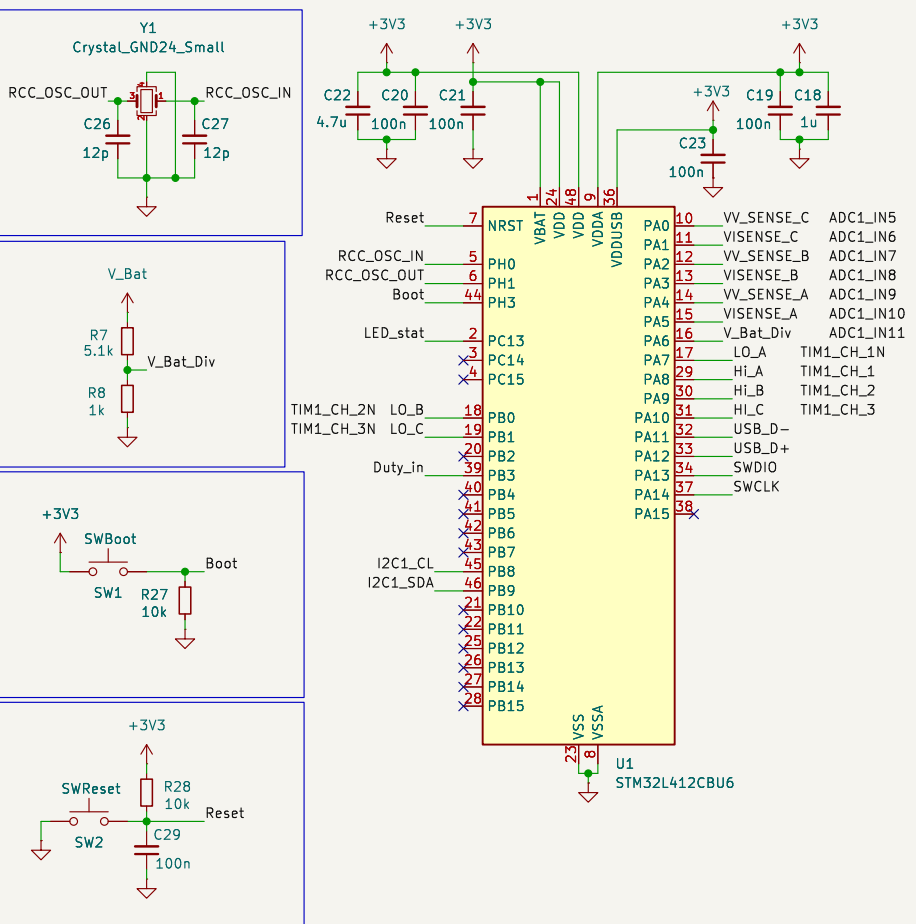 Y1
Crystal_GND24_Small
RCC_OSC_OUT 3 4 2 1 RCC_OSC_IN
C26 12p
C27 12p
V_Bat
R7
5.1k
V_Bat_Div
R8
1k
+3V3
SWBoot
SW1
Boot
R27
10k
+3V3
R28
10k
SWReset
SW2
Reset
C29
100n
+3V3 +3V3 +3V3
C22 C20 C21 +3V3 C19 C18
4.7u 100n 100n 100n 1u
C23
100n
1 24 48 9 36
VBAT VDD VDD VDDA VDDUSB
Reset 7 NRST
RCC_OSC_IN 5 PH0
RCC_OSC_OUT 6 PH1
Boot 44 PH3
LED_stat 2 PC13
3 PC14
4 PC15
TIM1_CH_2N LO_B 18 PB0
TIM1_CH_3N LO_C 19 PB1
20 PB2
Duty_in 39 PB3
40 PB4
41 PB5
42 PB6
43 PB7
I2C1_CL 45 PB8
I2C1_SDA 46 PB9
21 PB10
22 PB11
25 PB12
26 PB13
27 PB14
28 PB15
PA0 10 VV_SENSE_C ADC1_IN5
PA1 11 VISENSE_C ADC1_IN6
PA2 12 VV_SENSE_B ADC1_IN7
PA3 13 VISENSE_B ADC1_IN8
PA4 14 VV_SENSE_A ADC1_IN9
PA5 15 VISENSE_A ADC1_IN10
PA6 16 V_Bat_Div ADC1_IN11
PA7 17 LO_A TIM1_CH_1N
PA8 29 Hi_A TIM1_CH_1
PA9 30 Hi_B TIM1_CH_2
PA10 31 HI_C TIM1_CH_3
PA11 32 USB_D-
PA12 33 USB_D+
PA13 34 SWDIO
PA14 37 SWCLK
PA15 38
VSS VSSA
23 8
U1
STM32L412CBU6